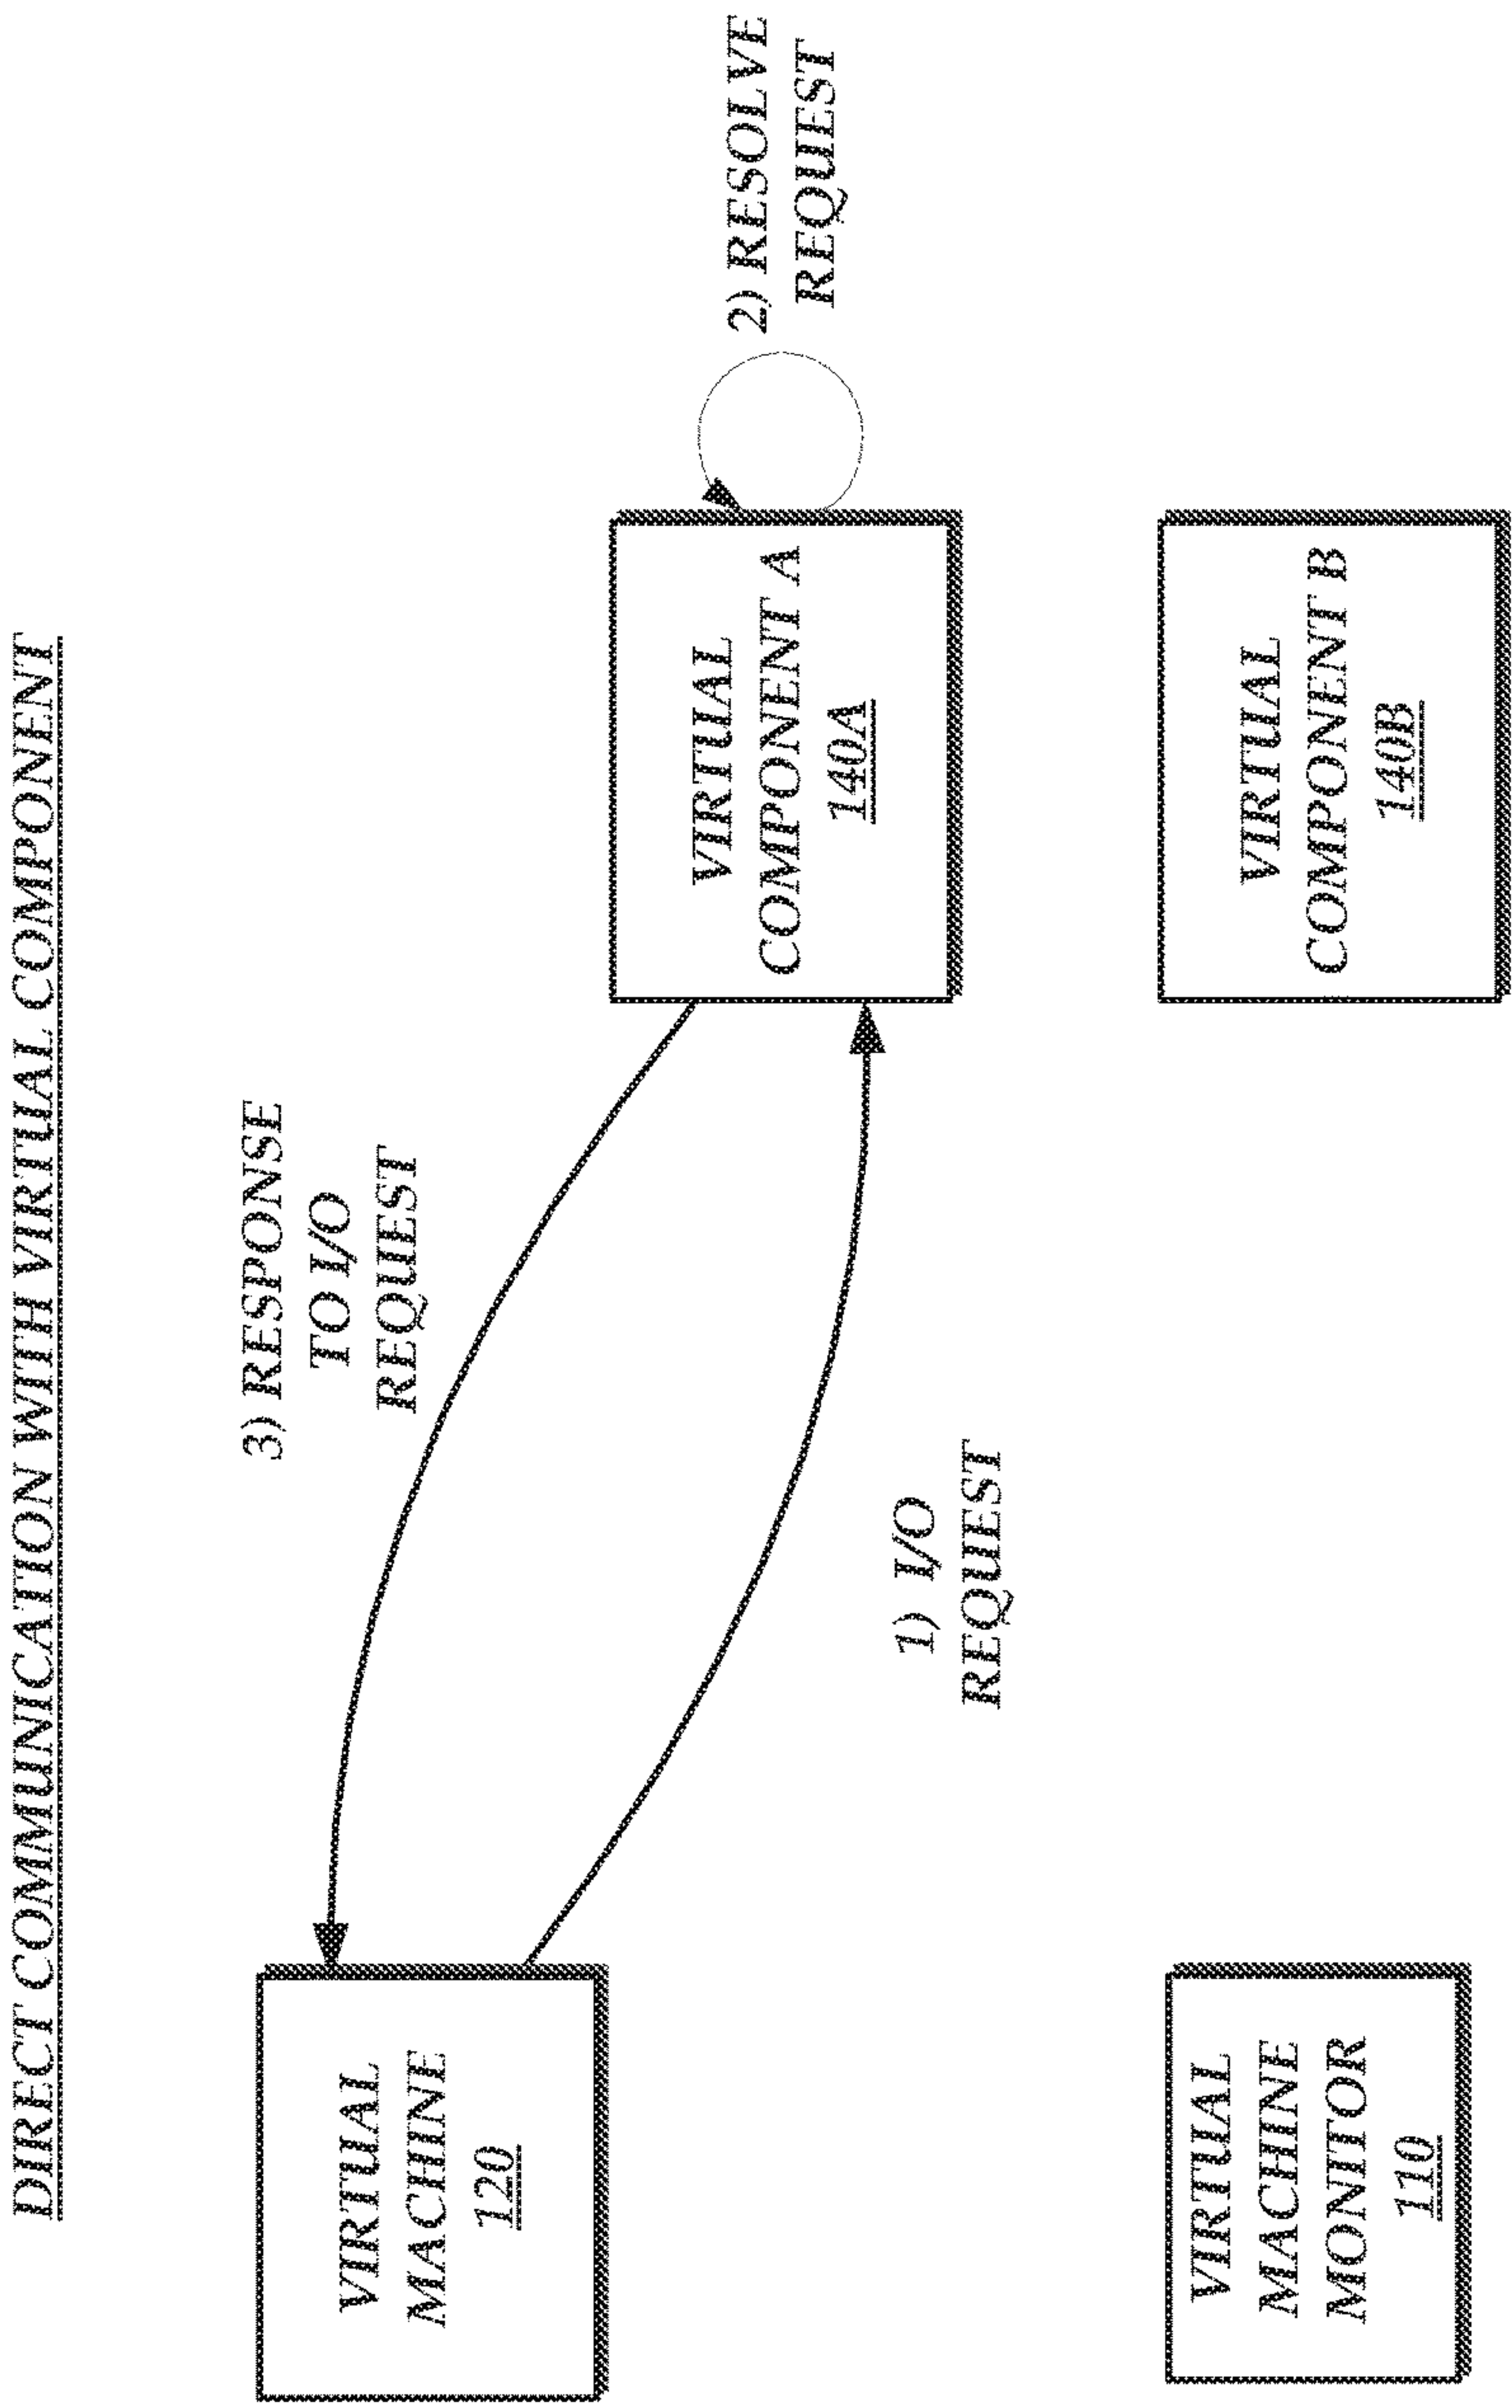 DIRECT COMMUNICATION WITH VIRTUAL COMPONENT
3) RESPONSE
TO I/O
REQUEST
VIRTUAL
MACHINE
120
VIRTUAL
COMPONENT A
140A
2) RESOLVE
REQUEST
1) I/O
REQUEST
VIRTUAL
MACHINE
MONITOR
110
VIRTUAL
COMPONENT B
140B